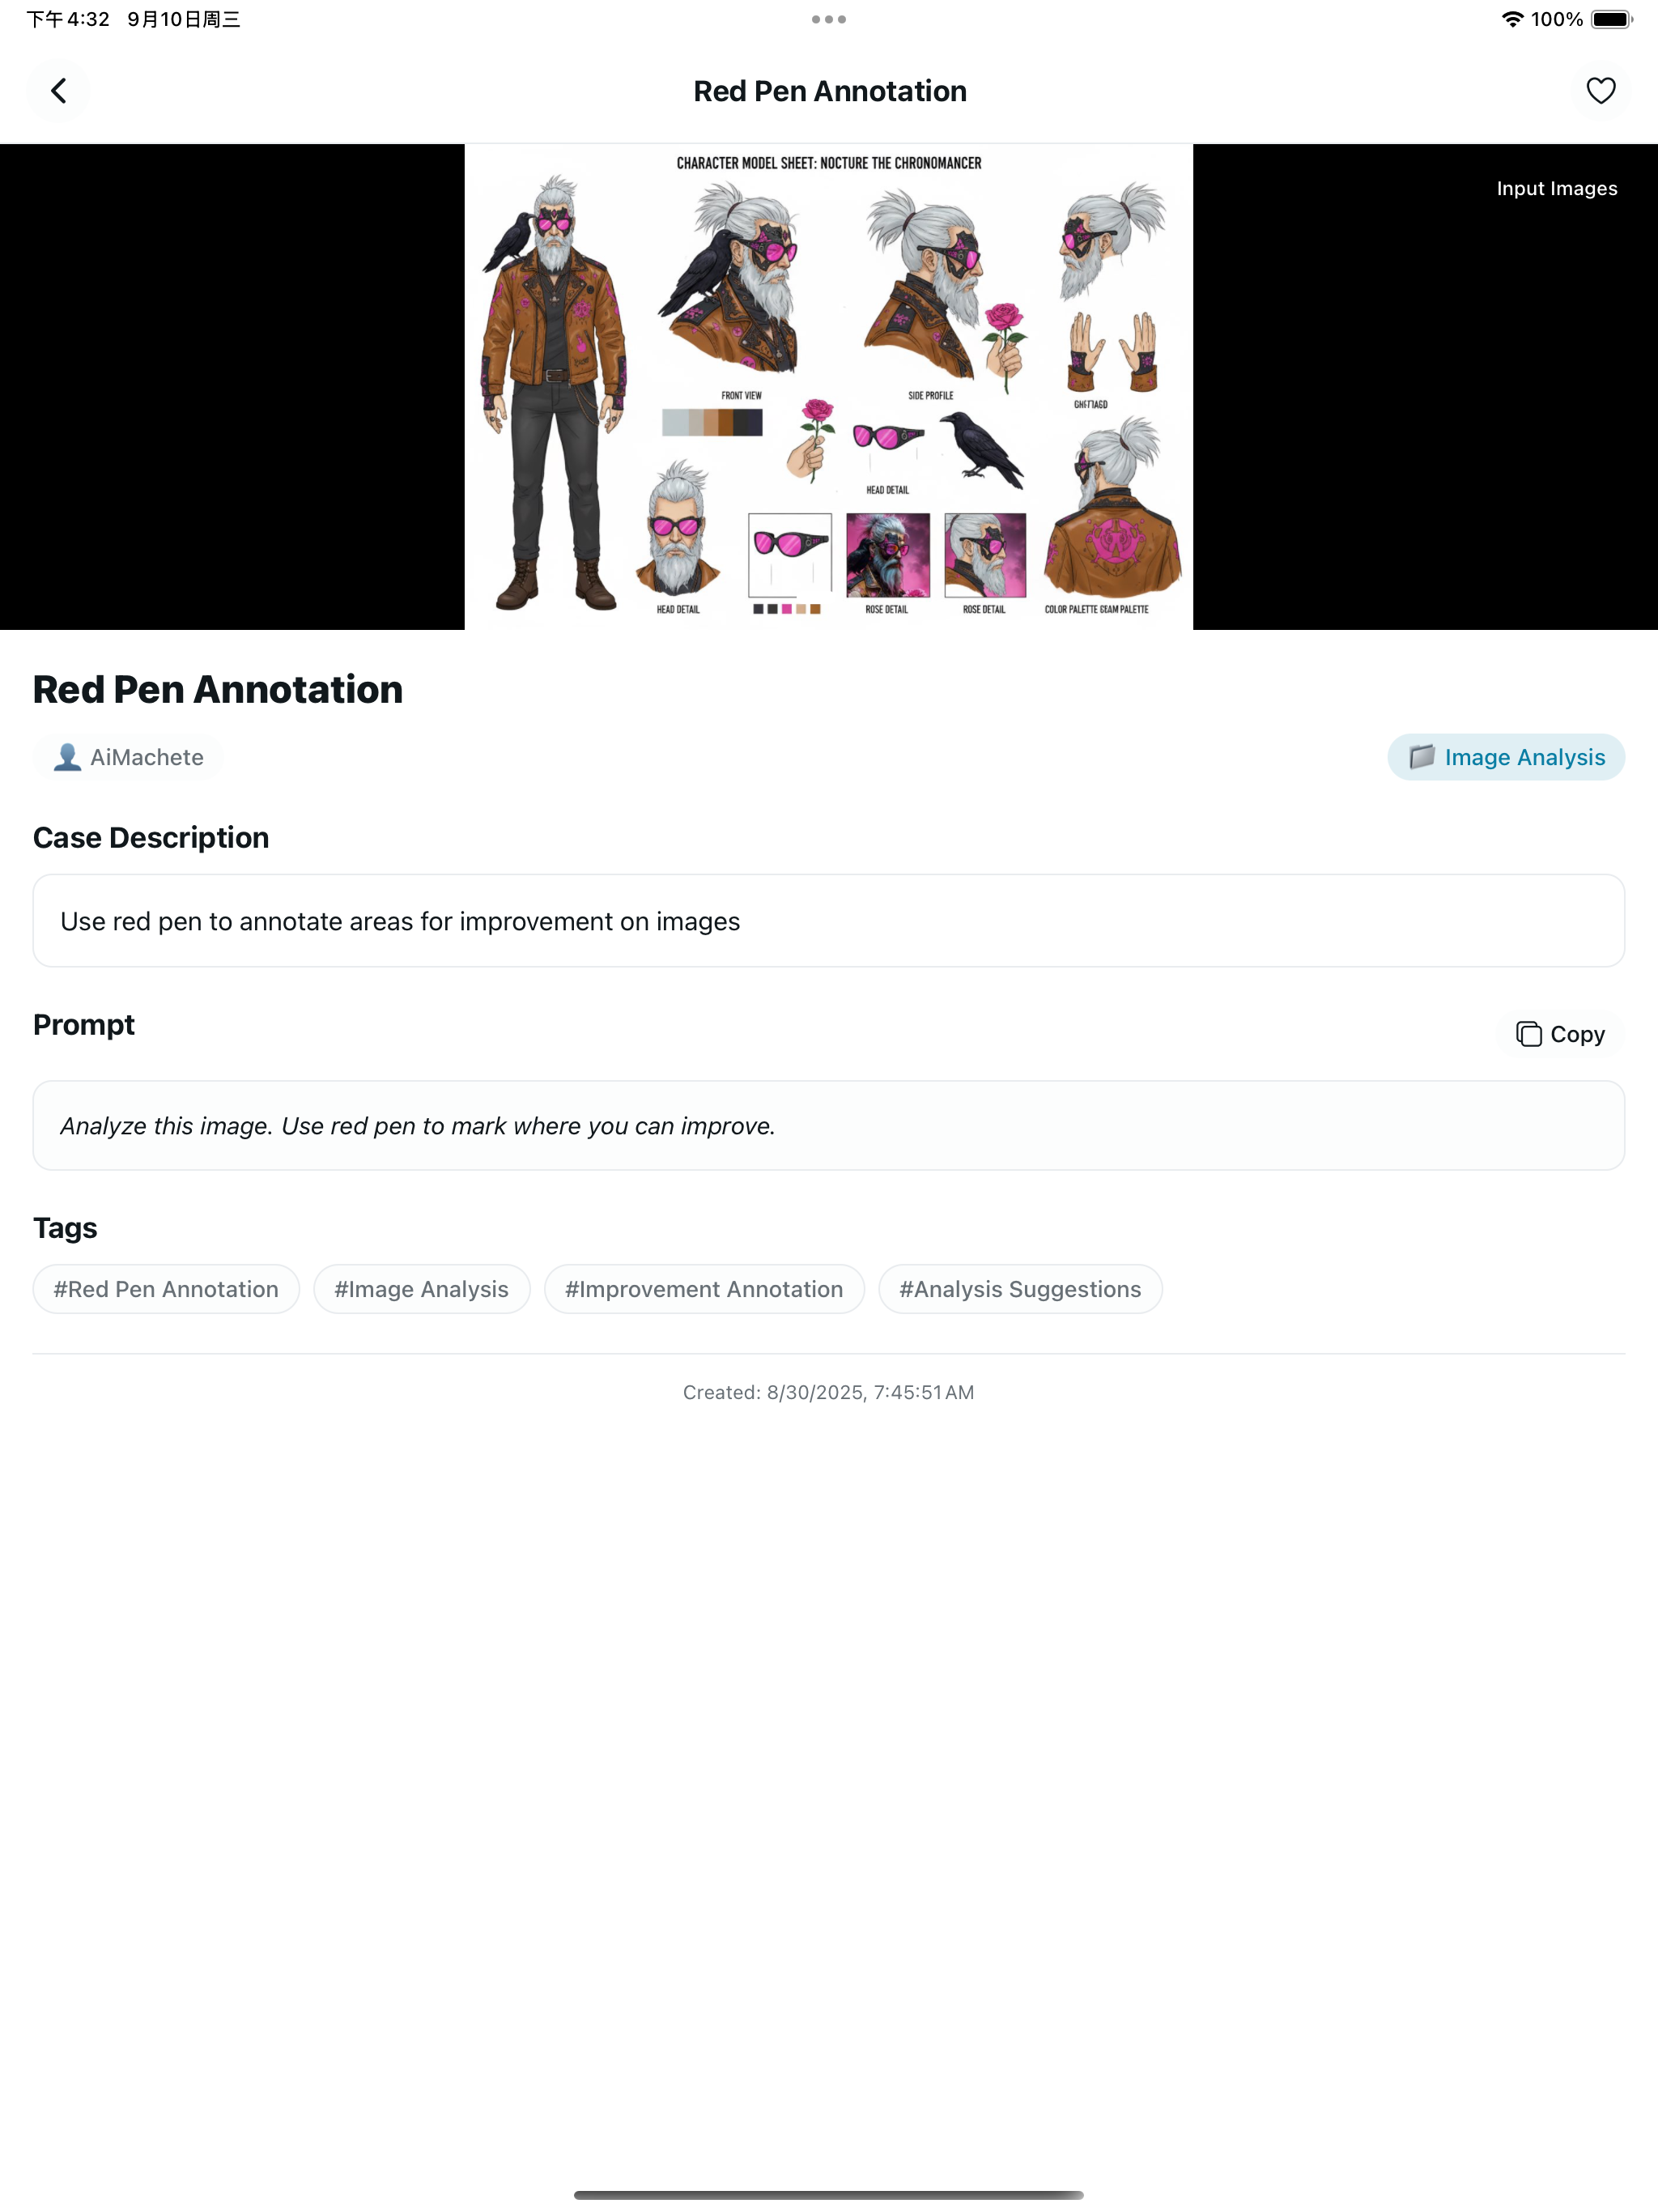 下午4:32 9月10日周三
100%
Red Pen Annotation
CHARACTER MODEL SHEET: NOCTURE THE CHRONOMANCER
Input Images
FRONT VIEW
SIDE PROFILE
HEAD DETAIL
HEAD DETAIL
ROSE DETAIL
ROSE DETAIL
COLOR PALETTE GEAM PALETTE
Red Pen Annotation
AiMachete
Image Analysis
Case Description
Use red pen to annotate areas for improvement on images
Prompt
Copy
Analyze this image. Use red pen to mark where you can improve.
Tags
#Red Pen Annotation #Image Analysis #Improvement Annotation #Analysis Suggestions
Created: 8/30/2025, 7:45:51 AM